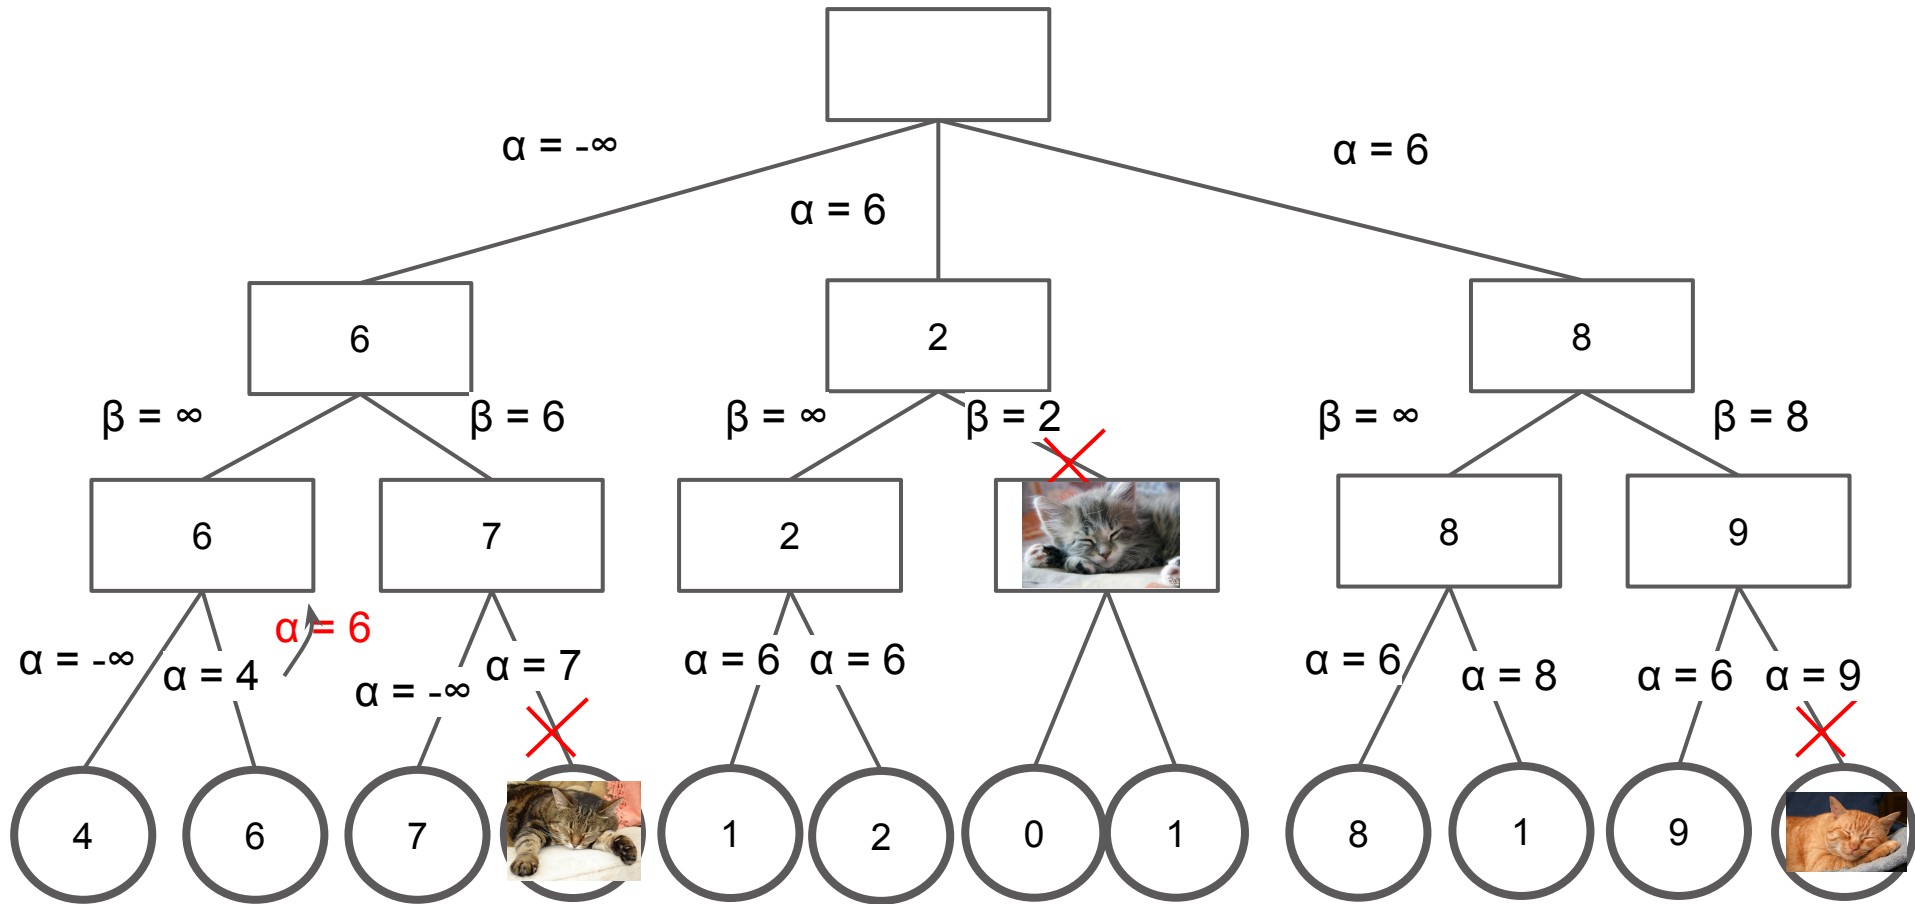 α = -∞
α = 6
α = 6
6
2
8
β = ∞
β = 6
β = ∞
β = 2
β = ∞
β = 8
6
7
2
8
9
α = 6
α = -∞
α = 4
α = -∞
α = 7
α = 6
α = 6
α = 6
α = 8
α = 6
α = 9
4
6
7
1
2
0
1
8
1
9